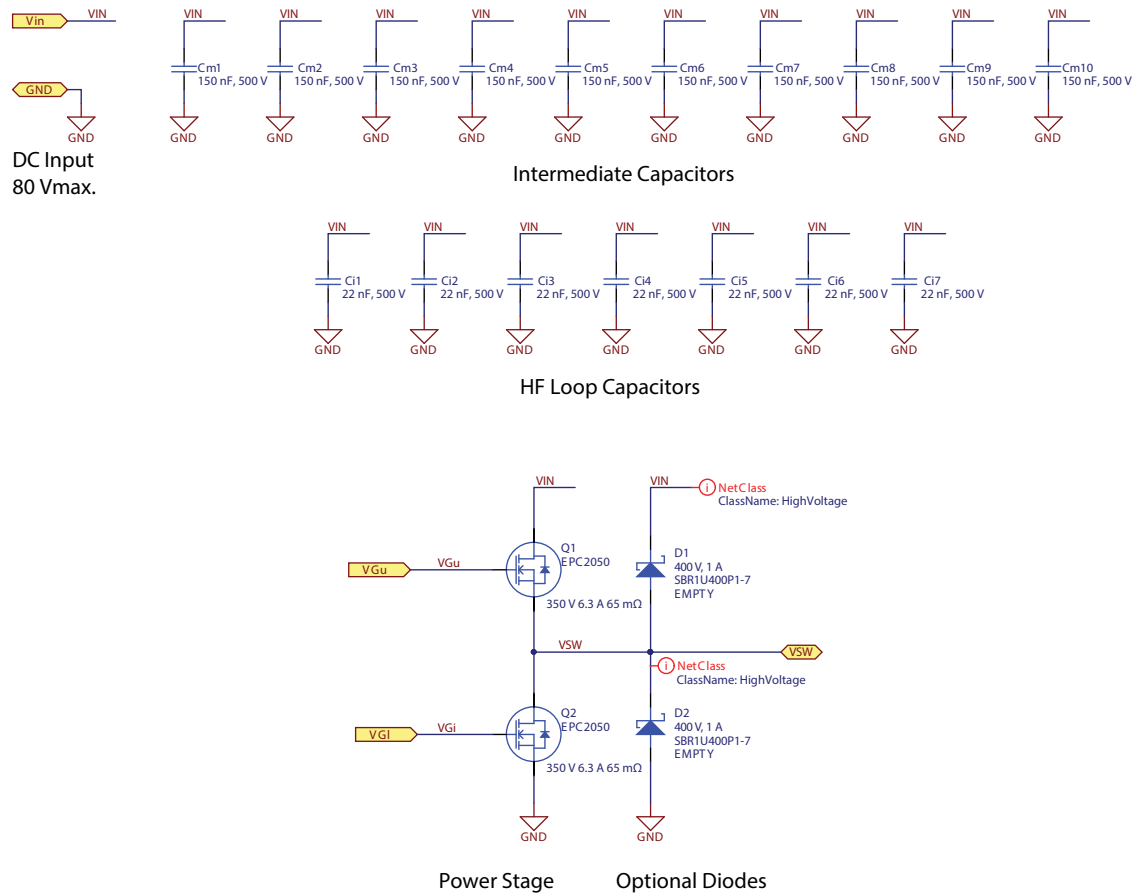 Vin VIN VIN VIN VIN VIN VIN VIN VIN VIN VIN VIN
Cm1 Cm2 Cm3 Cm4 Cm5 Cm6 Cm7 Cm8 Cm9 Cm10
150 nF, 500 V 150 nF, 500 V 150 nF, 500 V 150 nF, 500 V 150 nF, 500 V 150 nF, 500 V 150 nF, 500 V 150 nF, 500 V 150 nF, 500 V 150 nF, 500 V
GND
GND GND GND GND GND GND GND GND GND GND GND
DC Input
80 Vmax.
Intermediate Capacitors
VIN VIN VIN VIN VIN VIN VIN
Ci1 Ci2 Ci3 Ci4 Ci5 Ci6 Ci7
22 nF, 500 V 22 nF, 500 V 22 nF, 500 V 22 nF, 500 V 22 nF, 500 V 22 nF, 500 V 22 nF, 500 V
GND GND GND GND GND GND GND
HF Loop Capacitors
VIN VIN i NetClass
ClassName: HighVoltage
Q1
EPC2050
D1
400 V, 1 A
SBR1U400P1-7
EMPTY
VGu VGu
350 V 6.3 A 65 mΩ
VSW VSW
i NetClass
ClassName: HighVoltage
Q2
EPC2050
D2
400 V, 1 A
SBR1U400P1-7
EMPTY
VGl VGi
350 V 6.3 A 65 mΩ
GND GND
Power Stage Optional Diodes